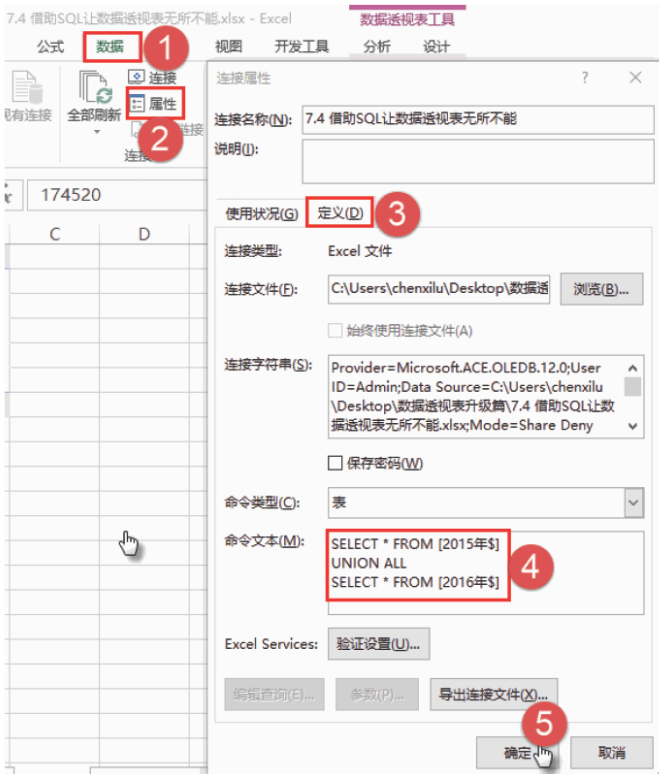 7.4 借助SQL让数据透视表无所不能.xlsx - Excel
数据透视表工具
公式 数据 1 视图 开发工具 分析 设计
现有连接
全部刷新
连接
属性
2
连接
174520
C D
连接属性 ? ×
连接名称(N): 7.4 借助SQL让数据透视表无所不能
说明(I):
使用状况(G) 定义(D) 3
连接类型: Excel 文件
连接文件(F): C:\Users\chenxilu\Desktop\数据透 浏览(B)...
始终使用连接文件(A)
连接字符串(S): Provider=Microsoft.ACE.OLEDB.12.0;User
ID=Admin;Data Source=C:\Users\chenxilu
\Desktop\数据透视表升级篇\7.4 借助SQL让数
据透视表无所不能.xlsx;Mode=Share Deny
保存密码(W)
命令类型(C): 表
命令文本(M): SELECT * FROM [2015年$]
UNION ALL
SELECT * FROM [2016年$]
4
Excel Services: 验证设置(U)...
编辑查询(E)... 参数(P)... 导出连接文件(X)...
5
确定 取消